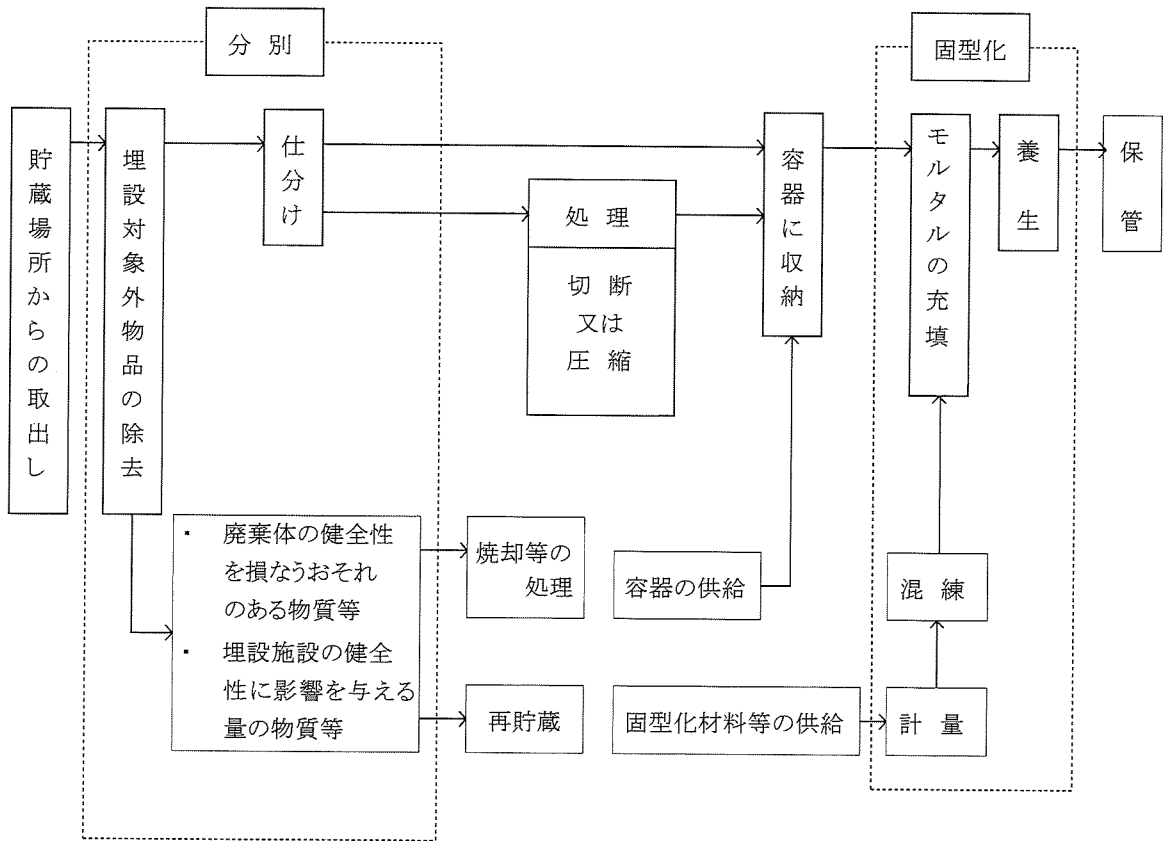 分 別
固型化
貯蔵場所からの取出し
埋設対象外物品の除去
仕分け
処 理
切 断
又は
圧 縮
容器に収納
モルタルの充填
養生
保管
・ 廃棄体の健全性
を損なうおそれ
のある物質等
・ 埋設施設の健全
性に影響を与える
量の物質等
焼却等の
処理
再貯蔵
容器の供給
固型化材料等の供給
混 練
計 量